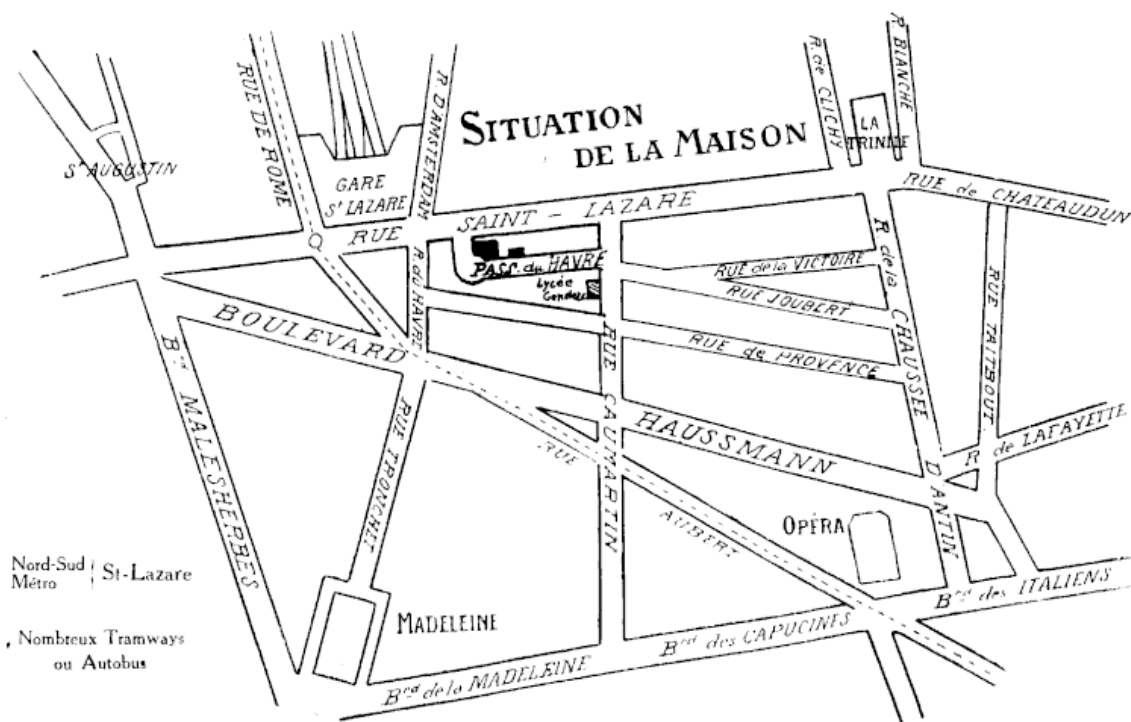 SITUATION
DE LA MAISON
RUE DE ROME
R. D'AMSTERDAM
R. de CLICHY
R. BLANCHE
LA
TRINITÉ
St AUGUSTIN
GARE
St LAZARE
RUE SAINT-LAZARE
RUE de CHATEAUDUN
PASS. du HAVRE
Lycée
R. du HAVRE
RUE de la VICTOIRE
RUE JOUBERT
RUE de PROVENCE
R. de la CHAUSSÉE D'ANTIN
RUE TAITBOUT
BOULEVARD HAUSSMANN
RUE CAUMARTIN
R. de LAFAYETTE
Bd MALESHERBES
RUE TRONCHET
RUE AUBERT
OPÉRA
Nord-Sud
Métro
St-Lazare
MADELEINE
Nombreux Tramways
ou Autobus
Bd de la MADELEINE
Bd des CAPUCINES
Bd des ITALIENS